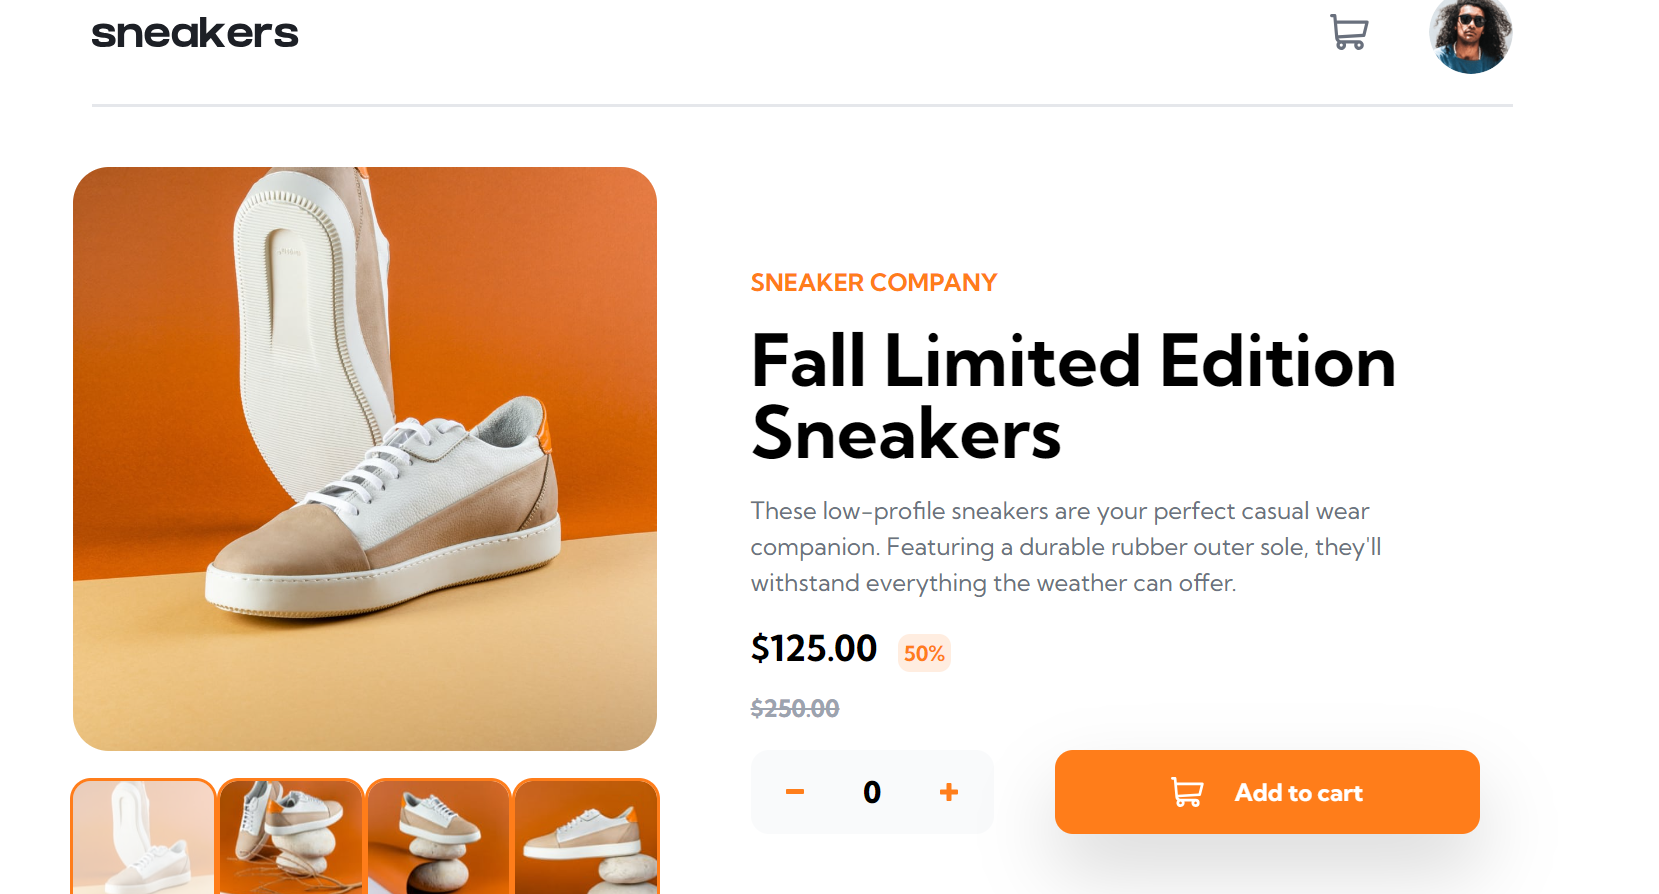 sneakers
SNEAKER COMPANY
Fall Limited Edition
Sneakers
These low-profile sneakers are your perfect casual wear
companion. Featuring a durable rubber outer sole, they'll
withstand everything the weather can offer.
$125.00 50%
$250.00
− 0 +
Add to cart